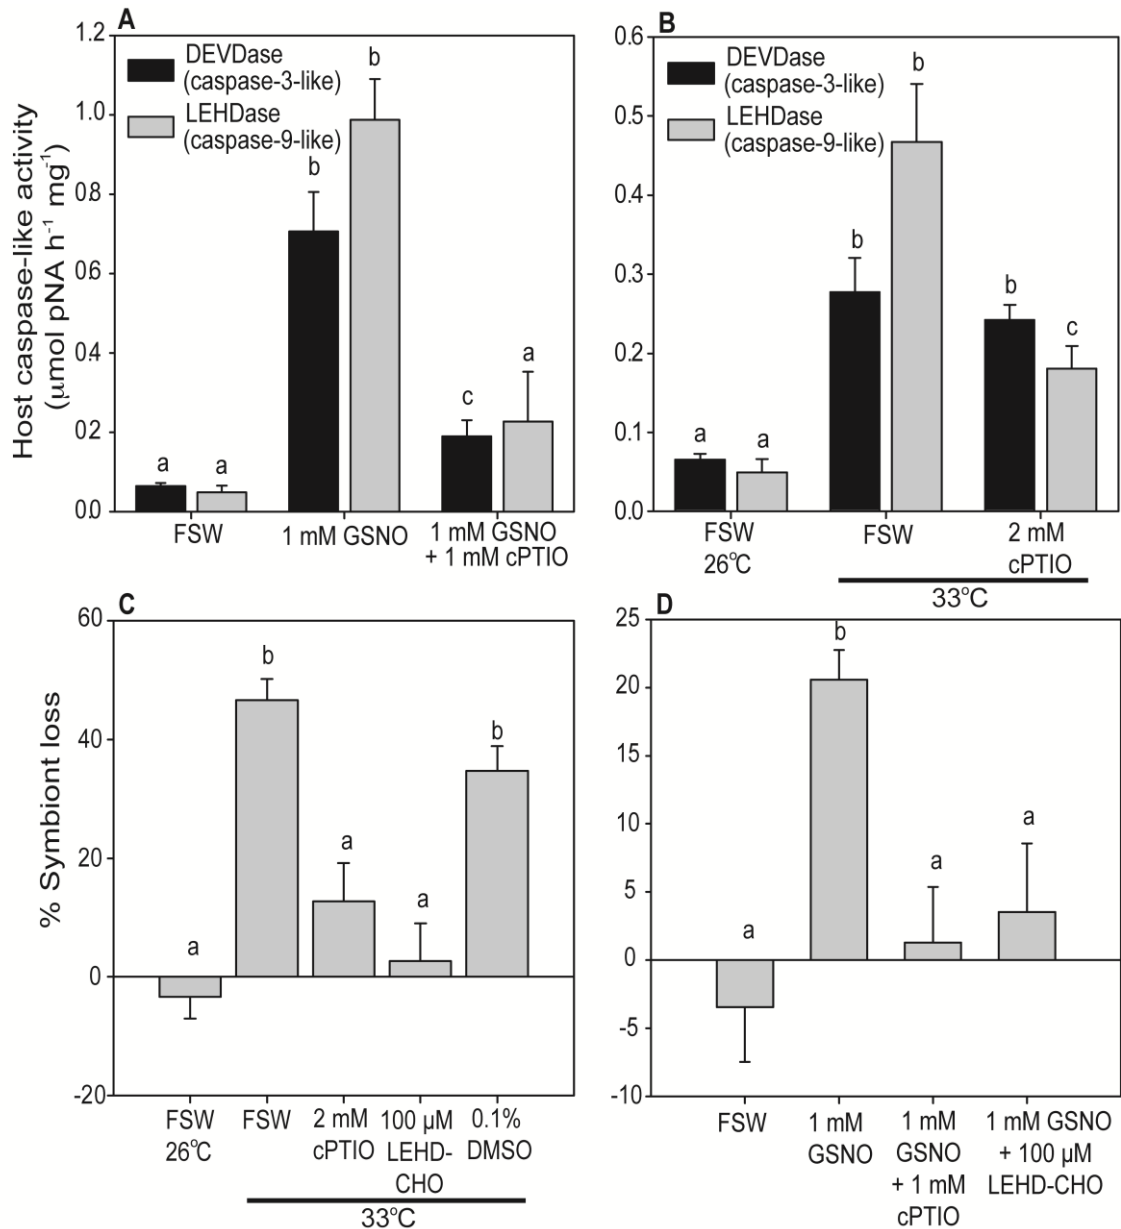 A
Host caspase-like activity
(μmol pNA h⁻¹ mg⁻¹)
1.2
1.0
0.8
0.6
0.4
0 2
0.0
DEVDase
(caspase-3-like)
LEHDase
(caspase-9-like)
a
a
b
b
c
a
FSW
1 mM GSNO
1 mM GSNO
+ 1 mM cPTIO
B
0.6
0.5
0.4
0.3
0.2
0.1
0.0
DEVDase
(caspase-3-like)
LEHDase
(caspase-9-like)
a
a
b
b
b
c
FSW
26°C
FSW
2 mM
cPTIO
33°C
C
% Symbiont loss
60
40
20
0
-20
a
b
a
a
b
FSW
26°C
FSW
2 mM
cPTIO
100 μM
LEHD-
CHO
0.1%
DMSO
33°C
D
25
20
15
10
5
0
-5
-10
a
b
a
a
FSW
1 mM
GSNO
1 mM
GSNO
+ 1 mM
cPTIO
1 mM GSNO
+ 100 μM
LEHD-CHO